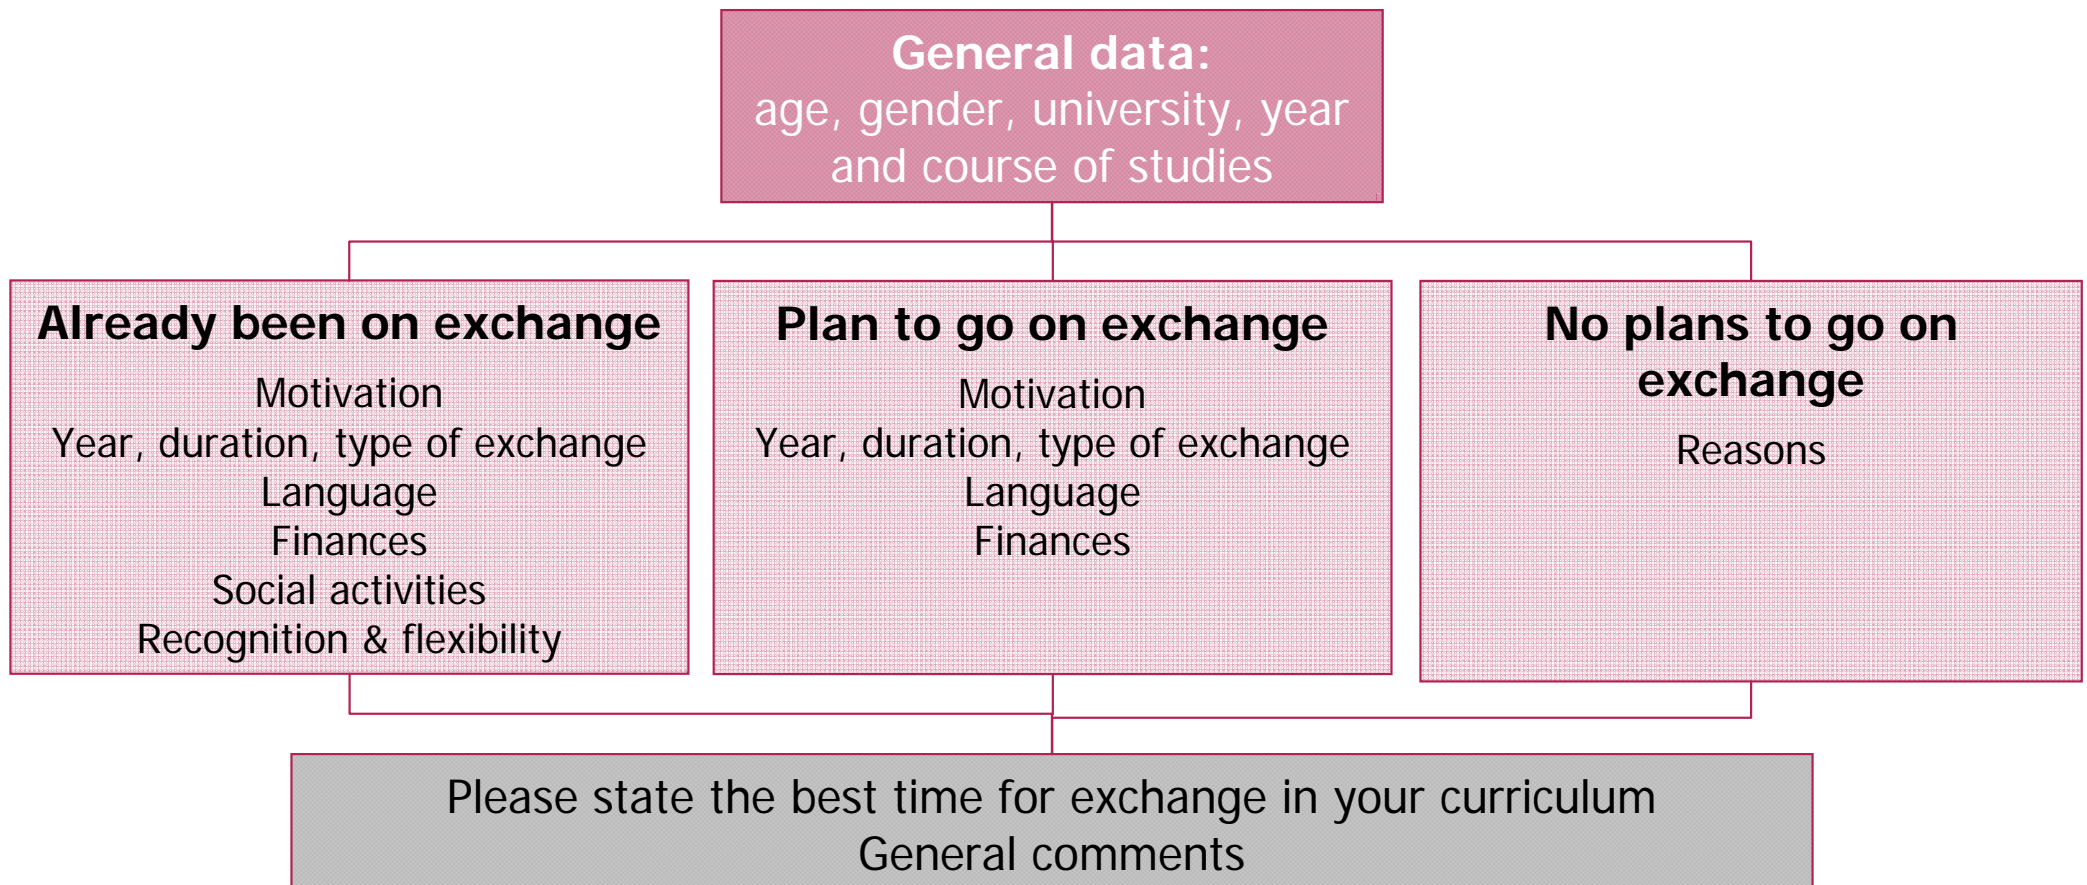 General data:
age, gender, university, year
and course of studies
Already been on exchange
Motivation
Year, duration, type of exchange
Language
Finances
Social activities
Recognition & flexibility
Plan to go on exchange
Motivation
Year, duration, type of exchange
Language
Finances
No plans to go on
exchange
Reasons
Please state the best time for exchange in your curriculum
General comments